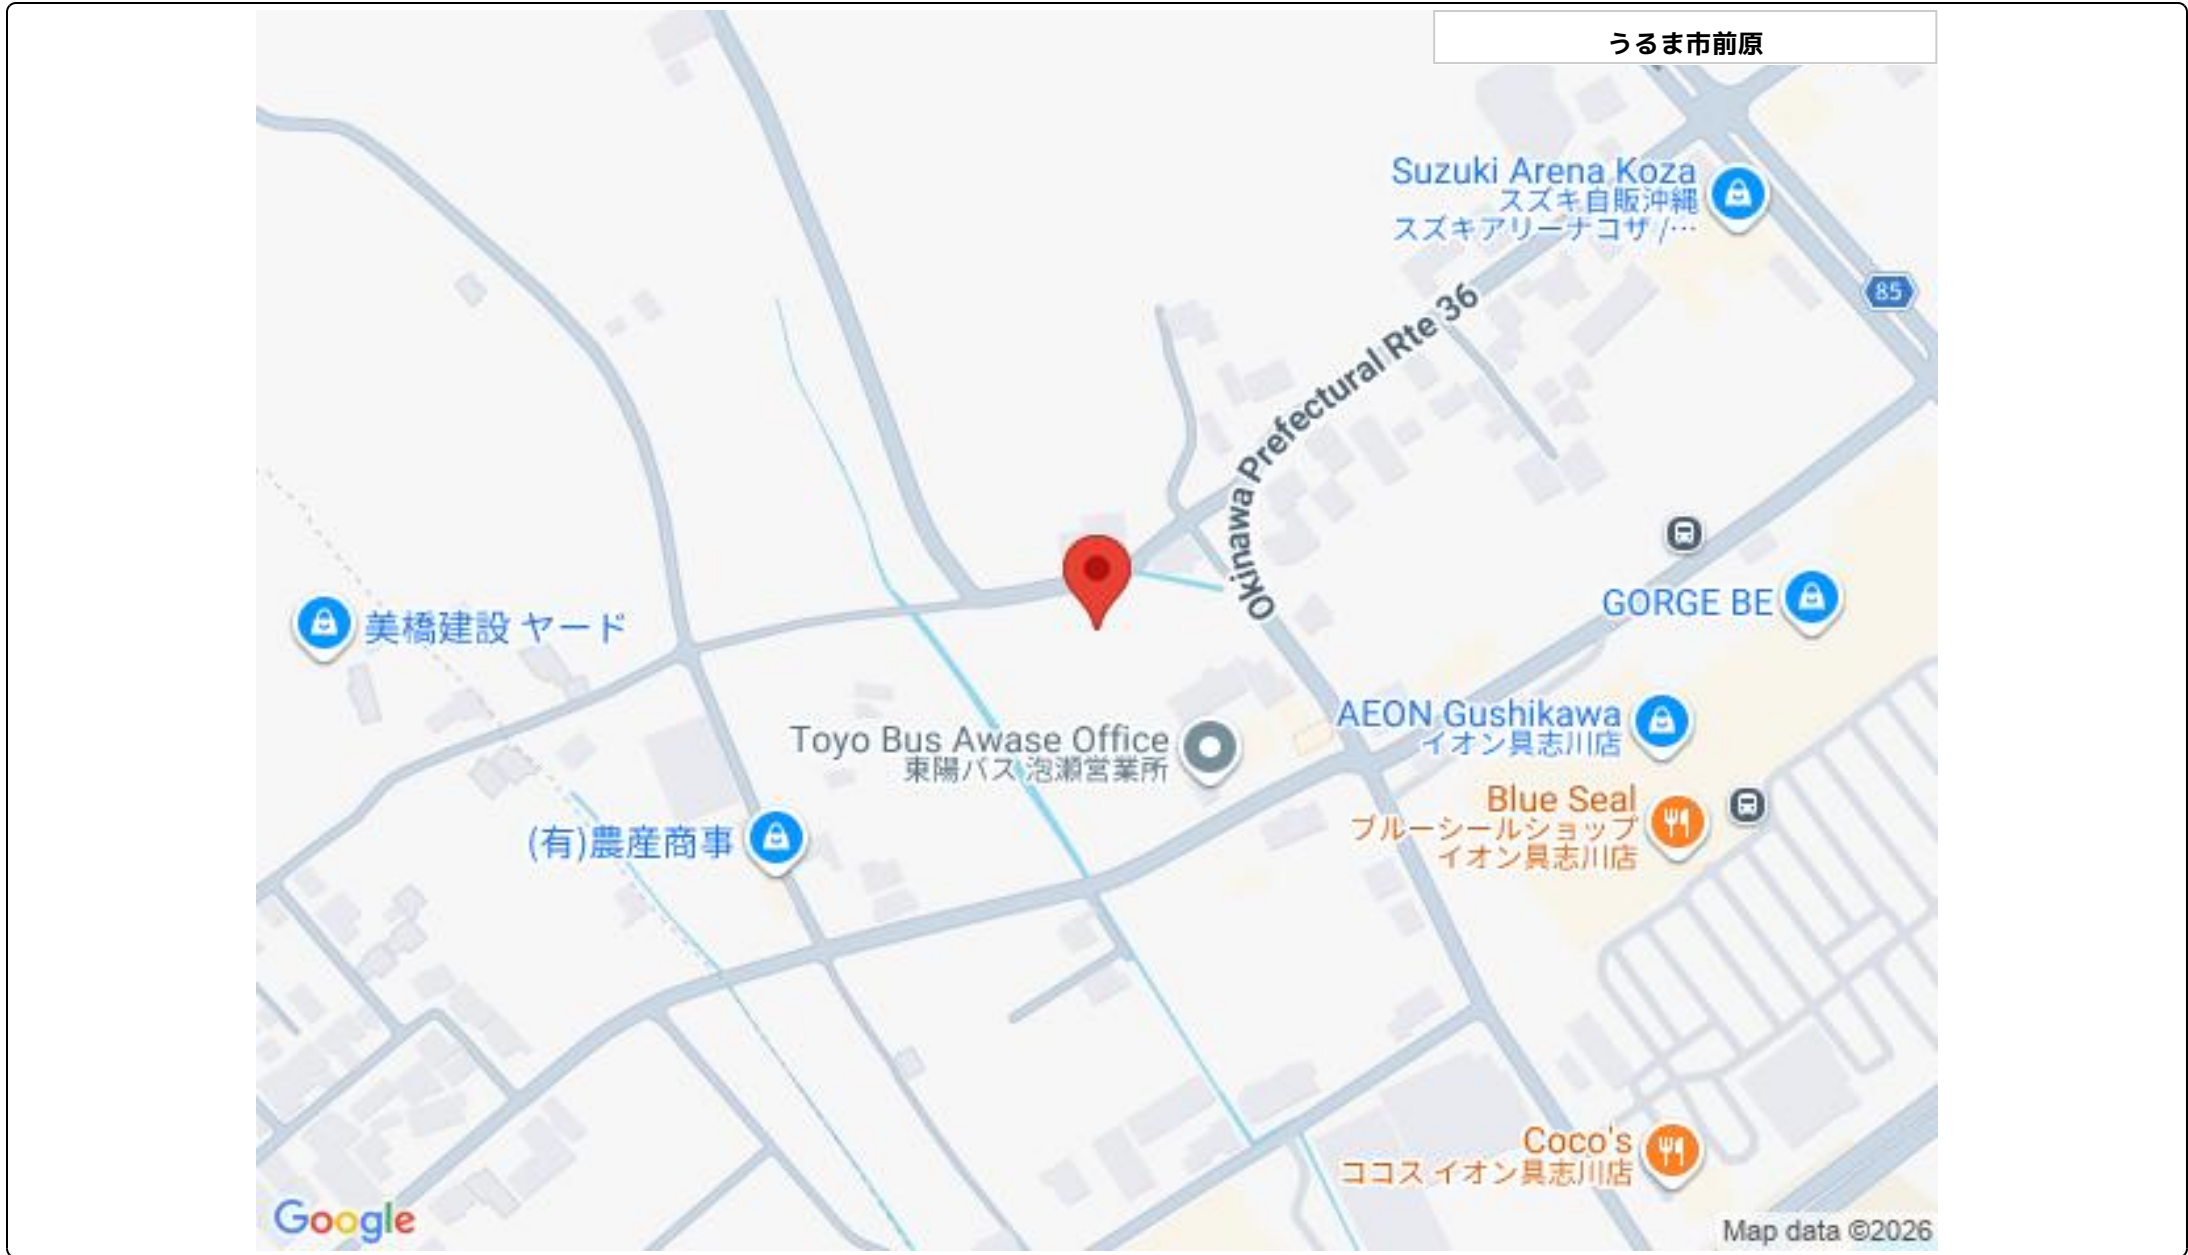 うるま市前原
Suzuki Arena Koza
スズキ自販沖縄
スズキアリーナコザ /…
85
Okinawa Prefectural Rte 36
GORGE BE
美橋建設 ヤード
AEON Gushikawa
イオン具志川店
Toyo Bus Awase Office
東陽バス 泡瀬営業所
Blue Seal
ブルーシールショップ
イオン具志川店
(有)農産商事
Coco's
ココス イオン具志川店
Google
Map data ©2026